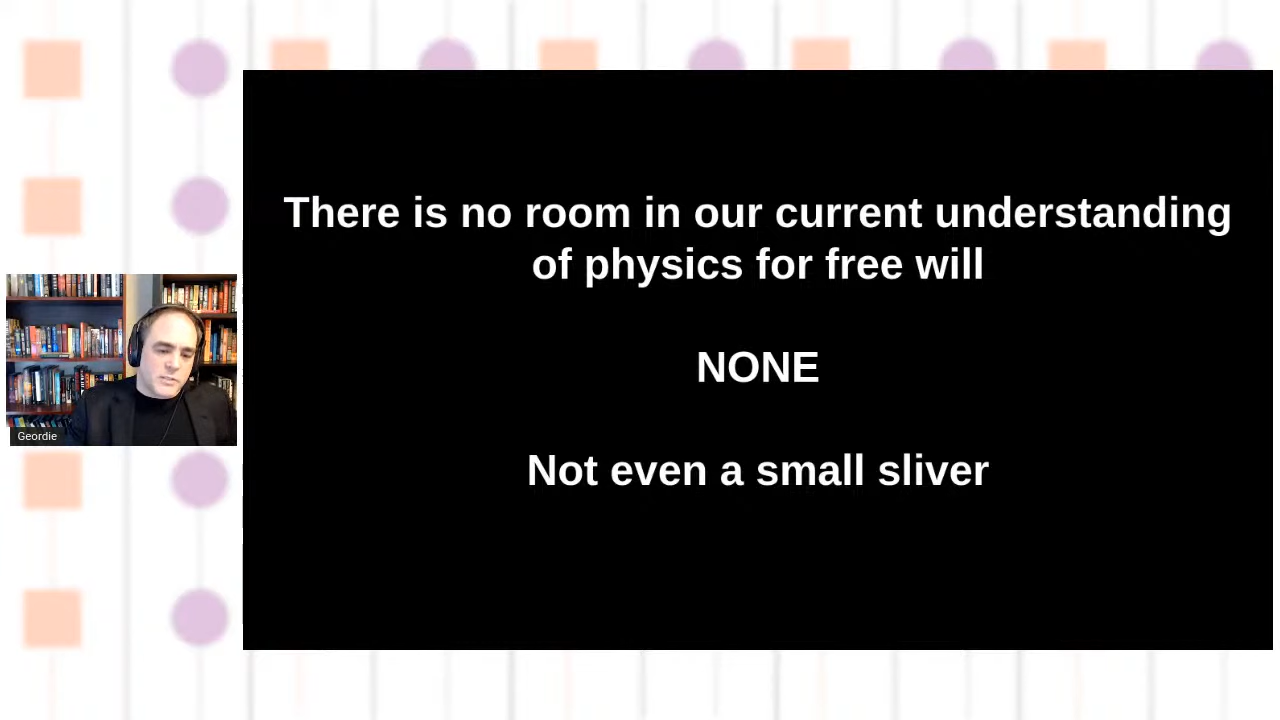 There is no room in our current understanding
of physics for free will
NONE
Not even a small sliver
Geordie